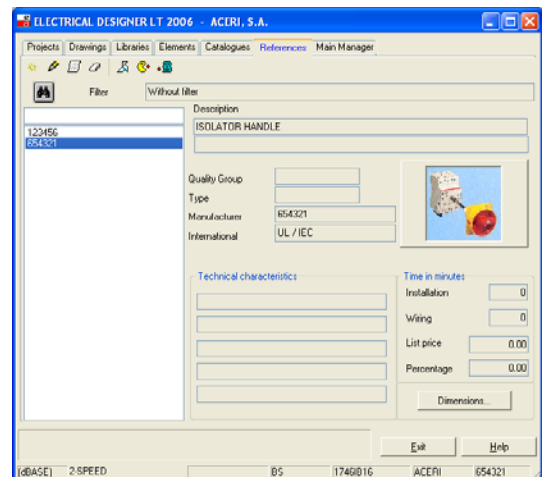 ELECTRICAL DESIGNER LT 2006 - ACERI, S.A.
Projects Drawings Libraries Elements Catalogues References Main Manager
Filter Without filter
Description
ISOLATOR HANDLE
123456
654321
Quality Group
Type
Manufacturer 654321
International UL / IEC
Technical characteristics
Time in minutes
Installation 0
Wiring 0
List price 0.00
Percentage 0.00
Dimensions...
Exit Help
(dBASE) 2-SPEED BS 1746IB16 ACERI 654321